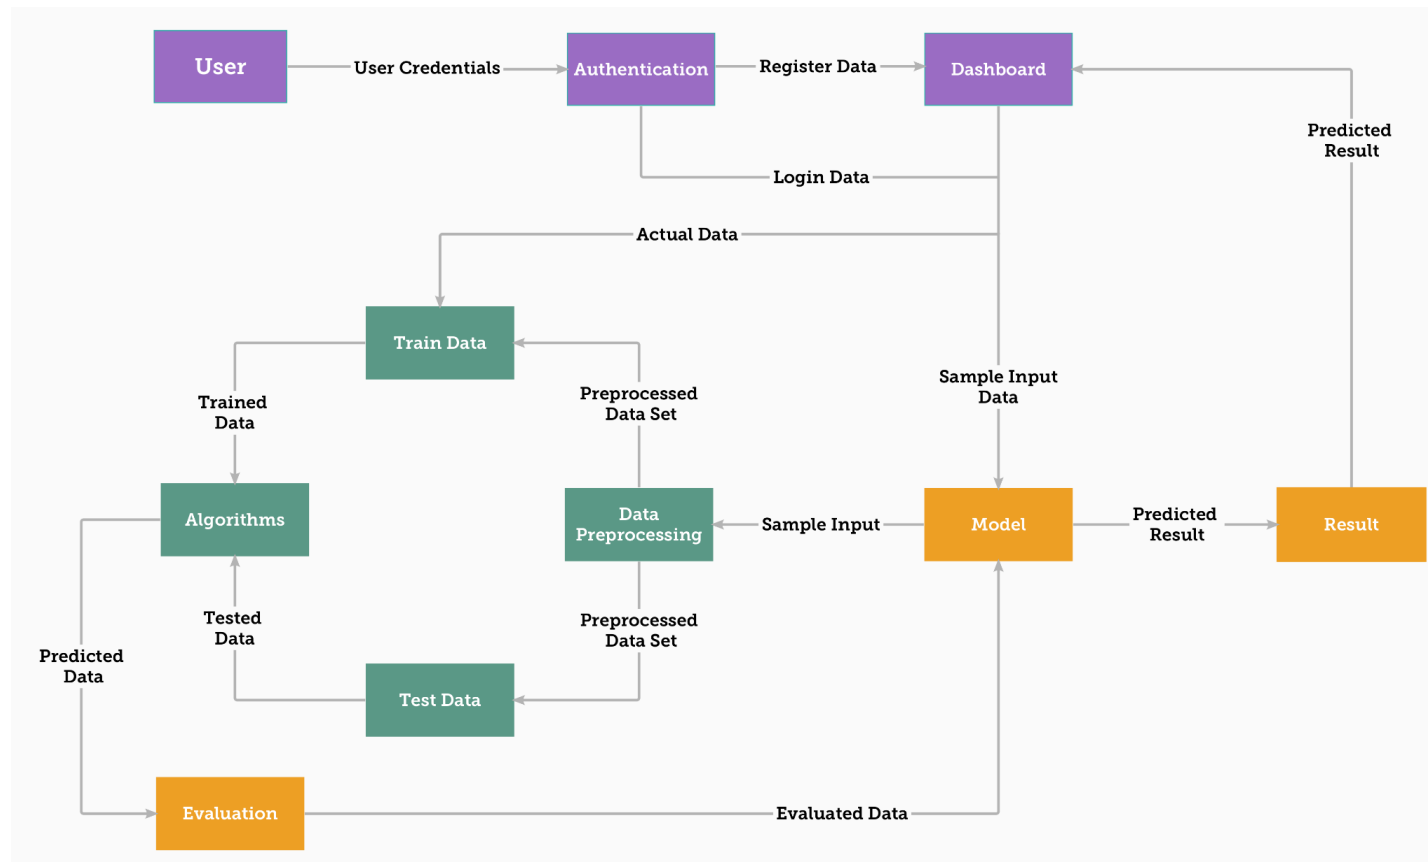 User
User Credentials
Authentication
Register Data
Dashboard
Predicted
Result
Login Data
Actual Data
Train Data
Sample Input
Data
Preprocessed
Data Set
Trained
Data
Algorithms
Data
Preprocessing
Sample Input
Model
Predicted
Result
Result
Tested
Data
Preprocessed
Data Set
Predicted
Data
Test Data
Evaluation
Evaluated Data